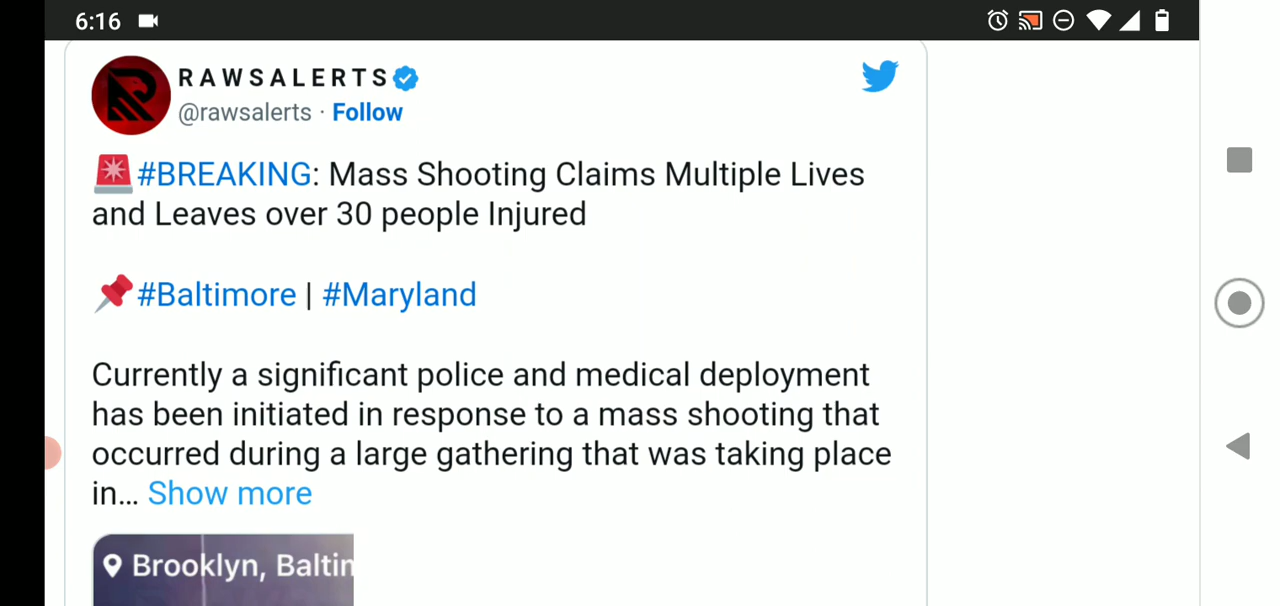 6:16
RAWSALERTS
@rawsalerts · Follow
#BREAKING: Mass Shooting Claims Multiple Lives
and Leaves over 30 people Injured
#Baltimore | #Maryland
Currently a significant police and medical deployment
has been initiated in response to a mass shooting that
occurred during a large gathering that was taking place
in... Show more
Brooklyn, Baltim